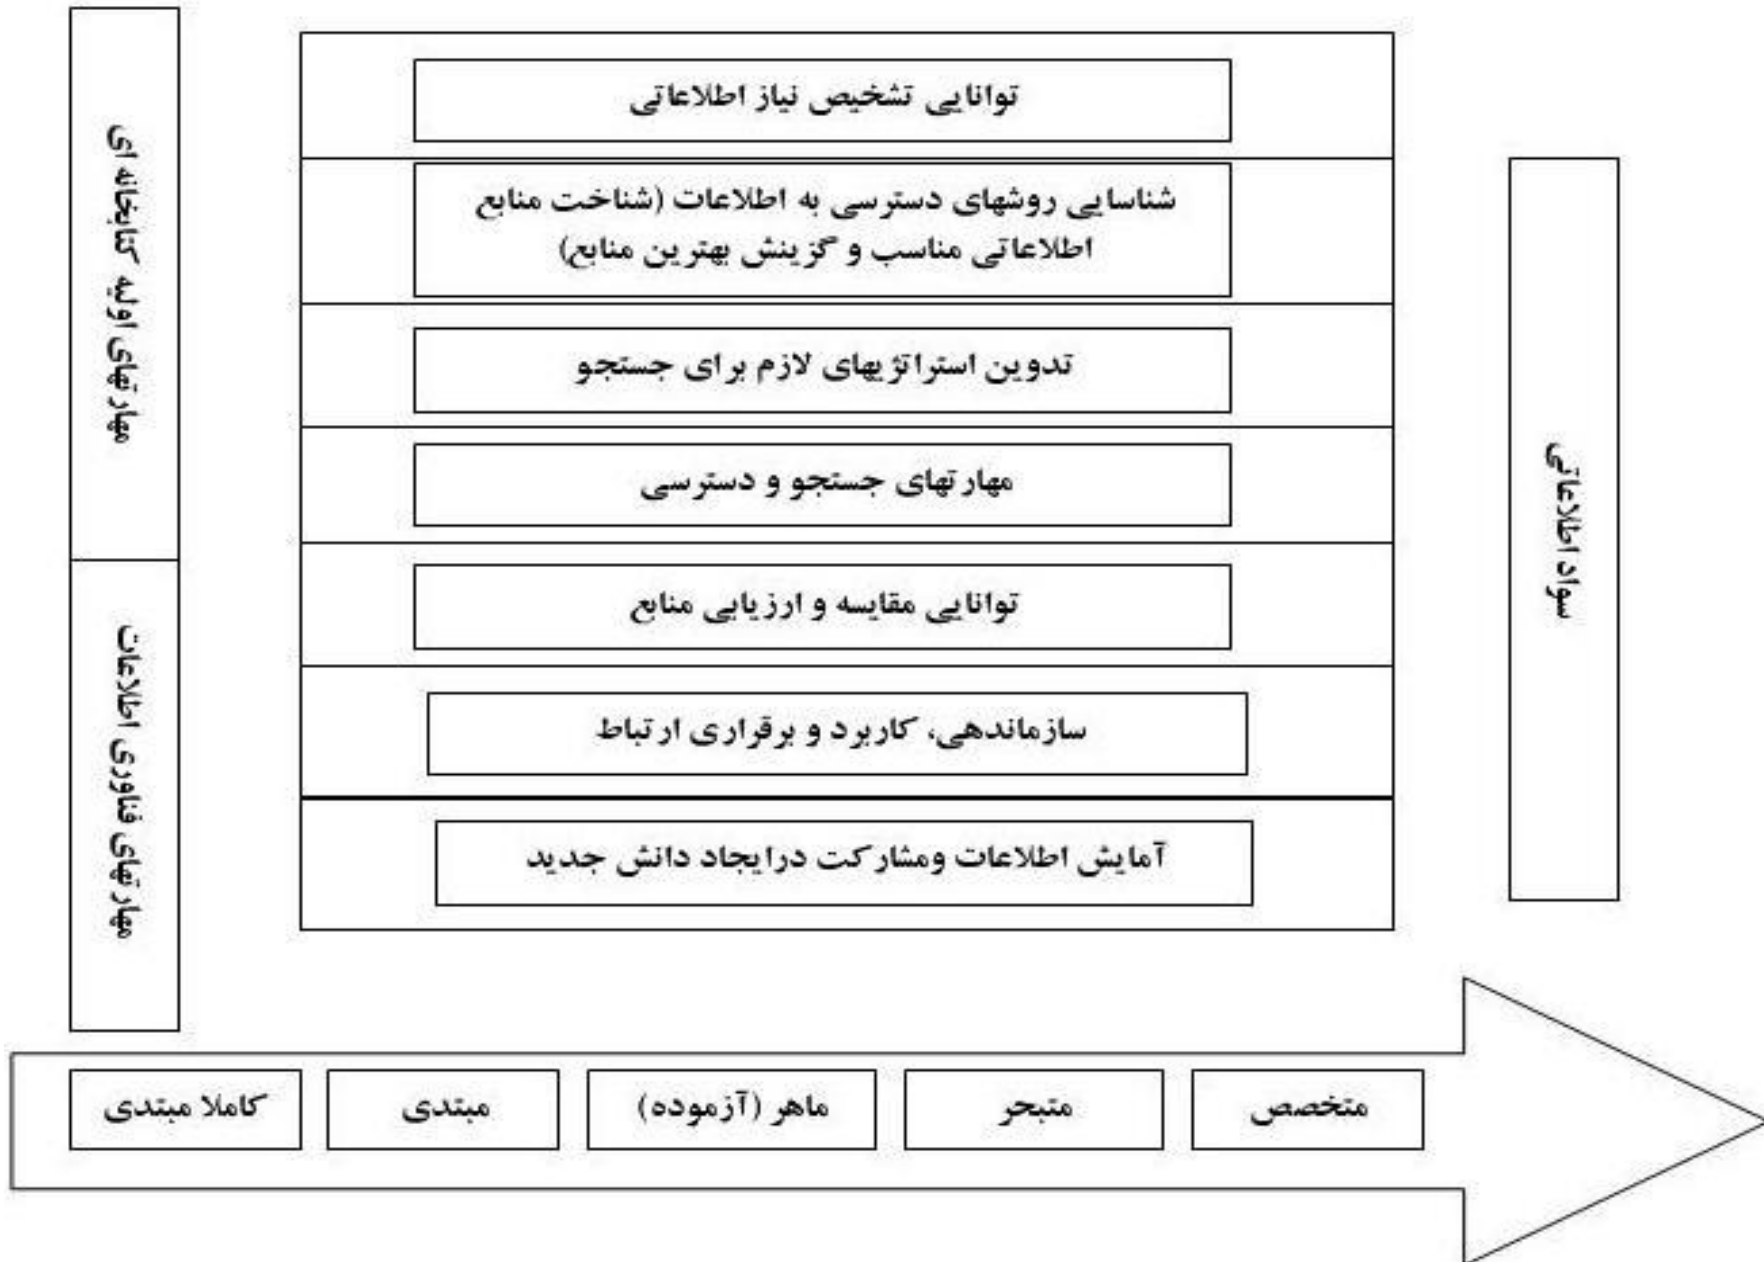 توانایی تشخیص نیاز اطلاعاتی
شناسایی روشهای دسترسی به اطلاعات (شناخت منابع
اطلاعاتی مناسب و گزینش بهترین منابع)
تدوین استراتژیهای لازم برای جستجو
مهارتهای جستجو و دسترسی
توانایی مقایسه و ارزیابی منابع
سازماندهی، کاربرد و برقراری ارتباط
آمایش اطلاعات ومشارکت درایجاد دانش جدید
سواد اطلاعاتی
مهارتهای اولیه کتابخانه ای
مهارتهای فناوری اطلاعات
متخصص
متبحر
ماهر (آزموده)
مبتدی
کاملا مبتدی